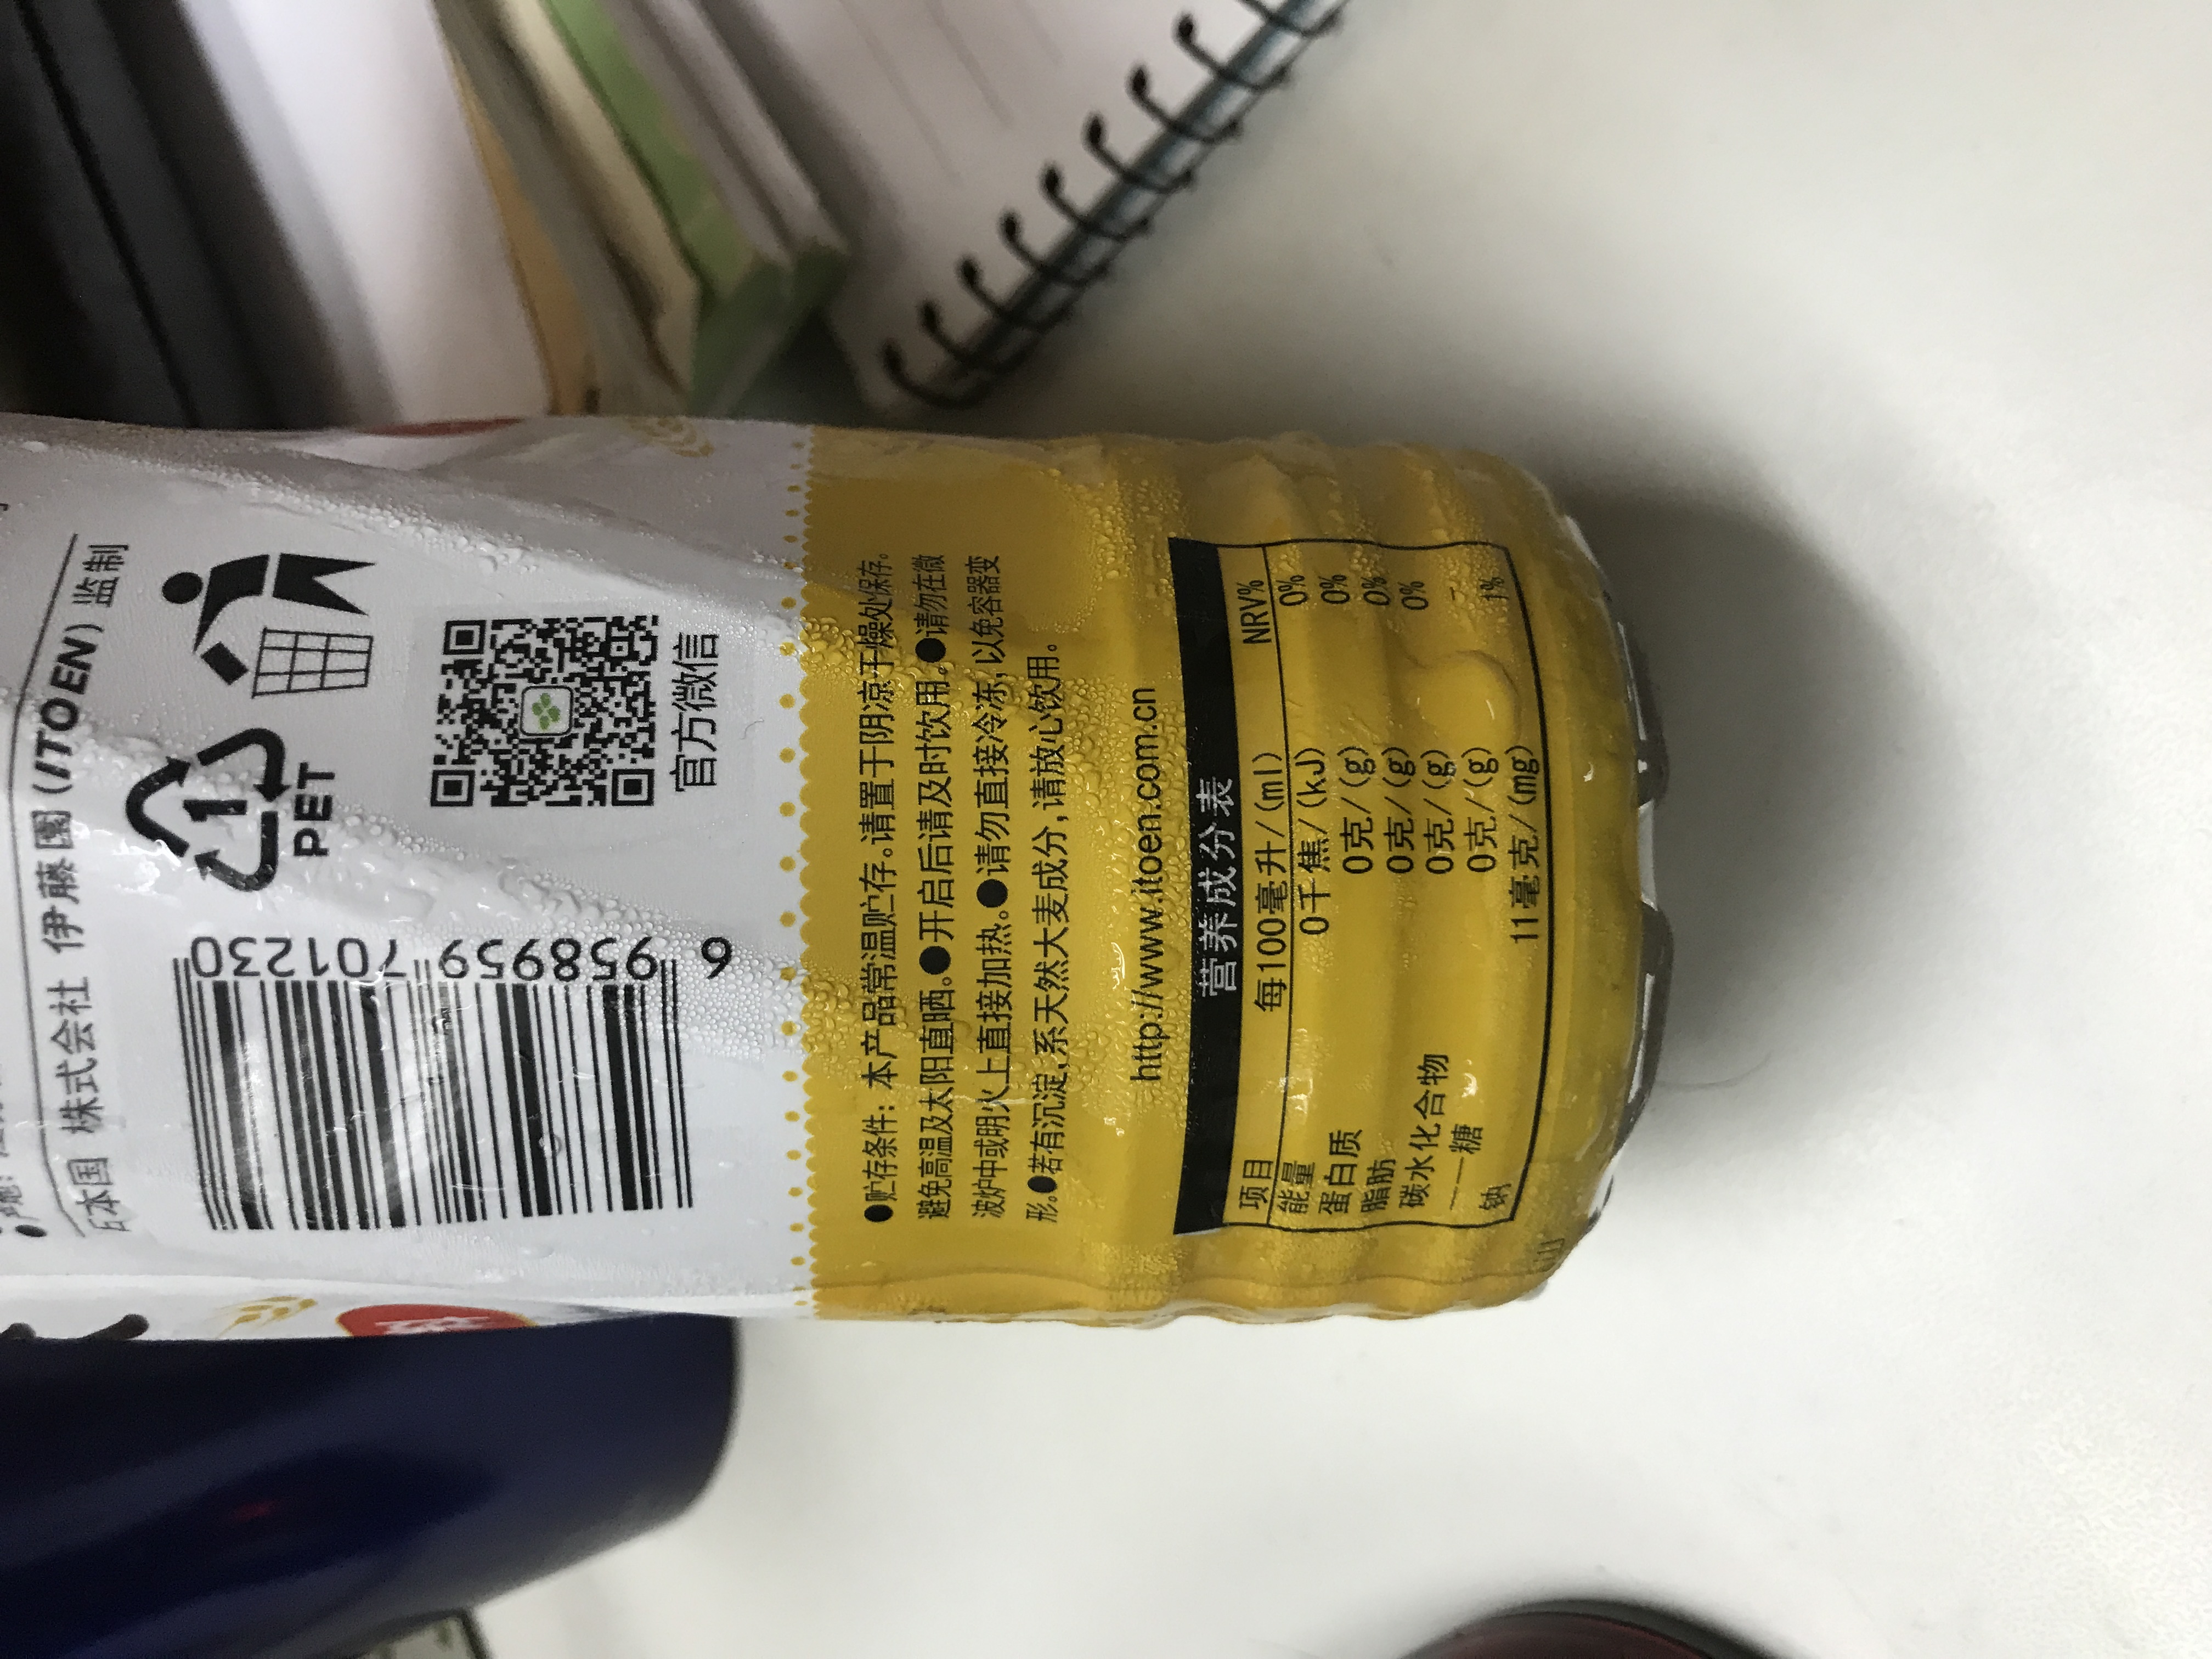 ●产地:
日本国 株式会社 伊藤園(ITO EN)监制
1
PET
6 958959 701230
官方微信
●贮存条件:本产品常温贮存。请置于阴凉干燥处保存。
避免高温及太阳直晒。●开启后请及时饮用。●请勿在微
波炉中或明火上直接加热。●请勿直接冷冻,以免容器变
形。●若有沉淀,系天然大麦成分,请放心饮用。
http://www.itoen.com.cn
营养成分表
项目 每100毫升/(ml) NRV%
能量 0千焦/(kJ) 0%
蛋白质 0克/(g) 0%
脂肪 0克/(g) 0%
碳水化合物 0克/(g) 0%
——糖 0克/(g) -
钠 11毫克/(mg) 1%